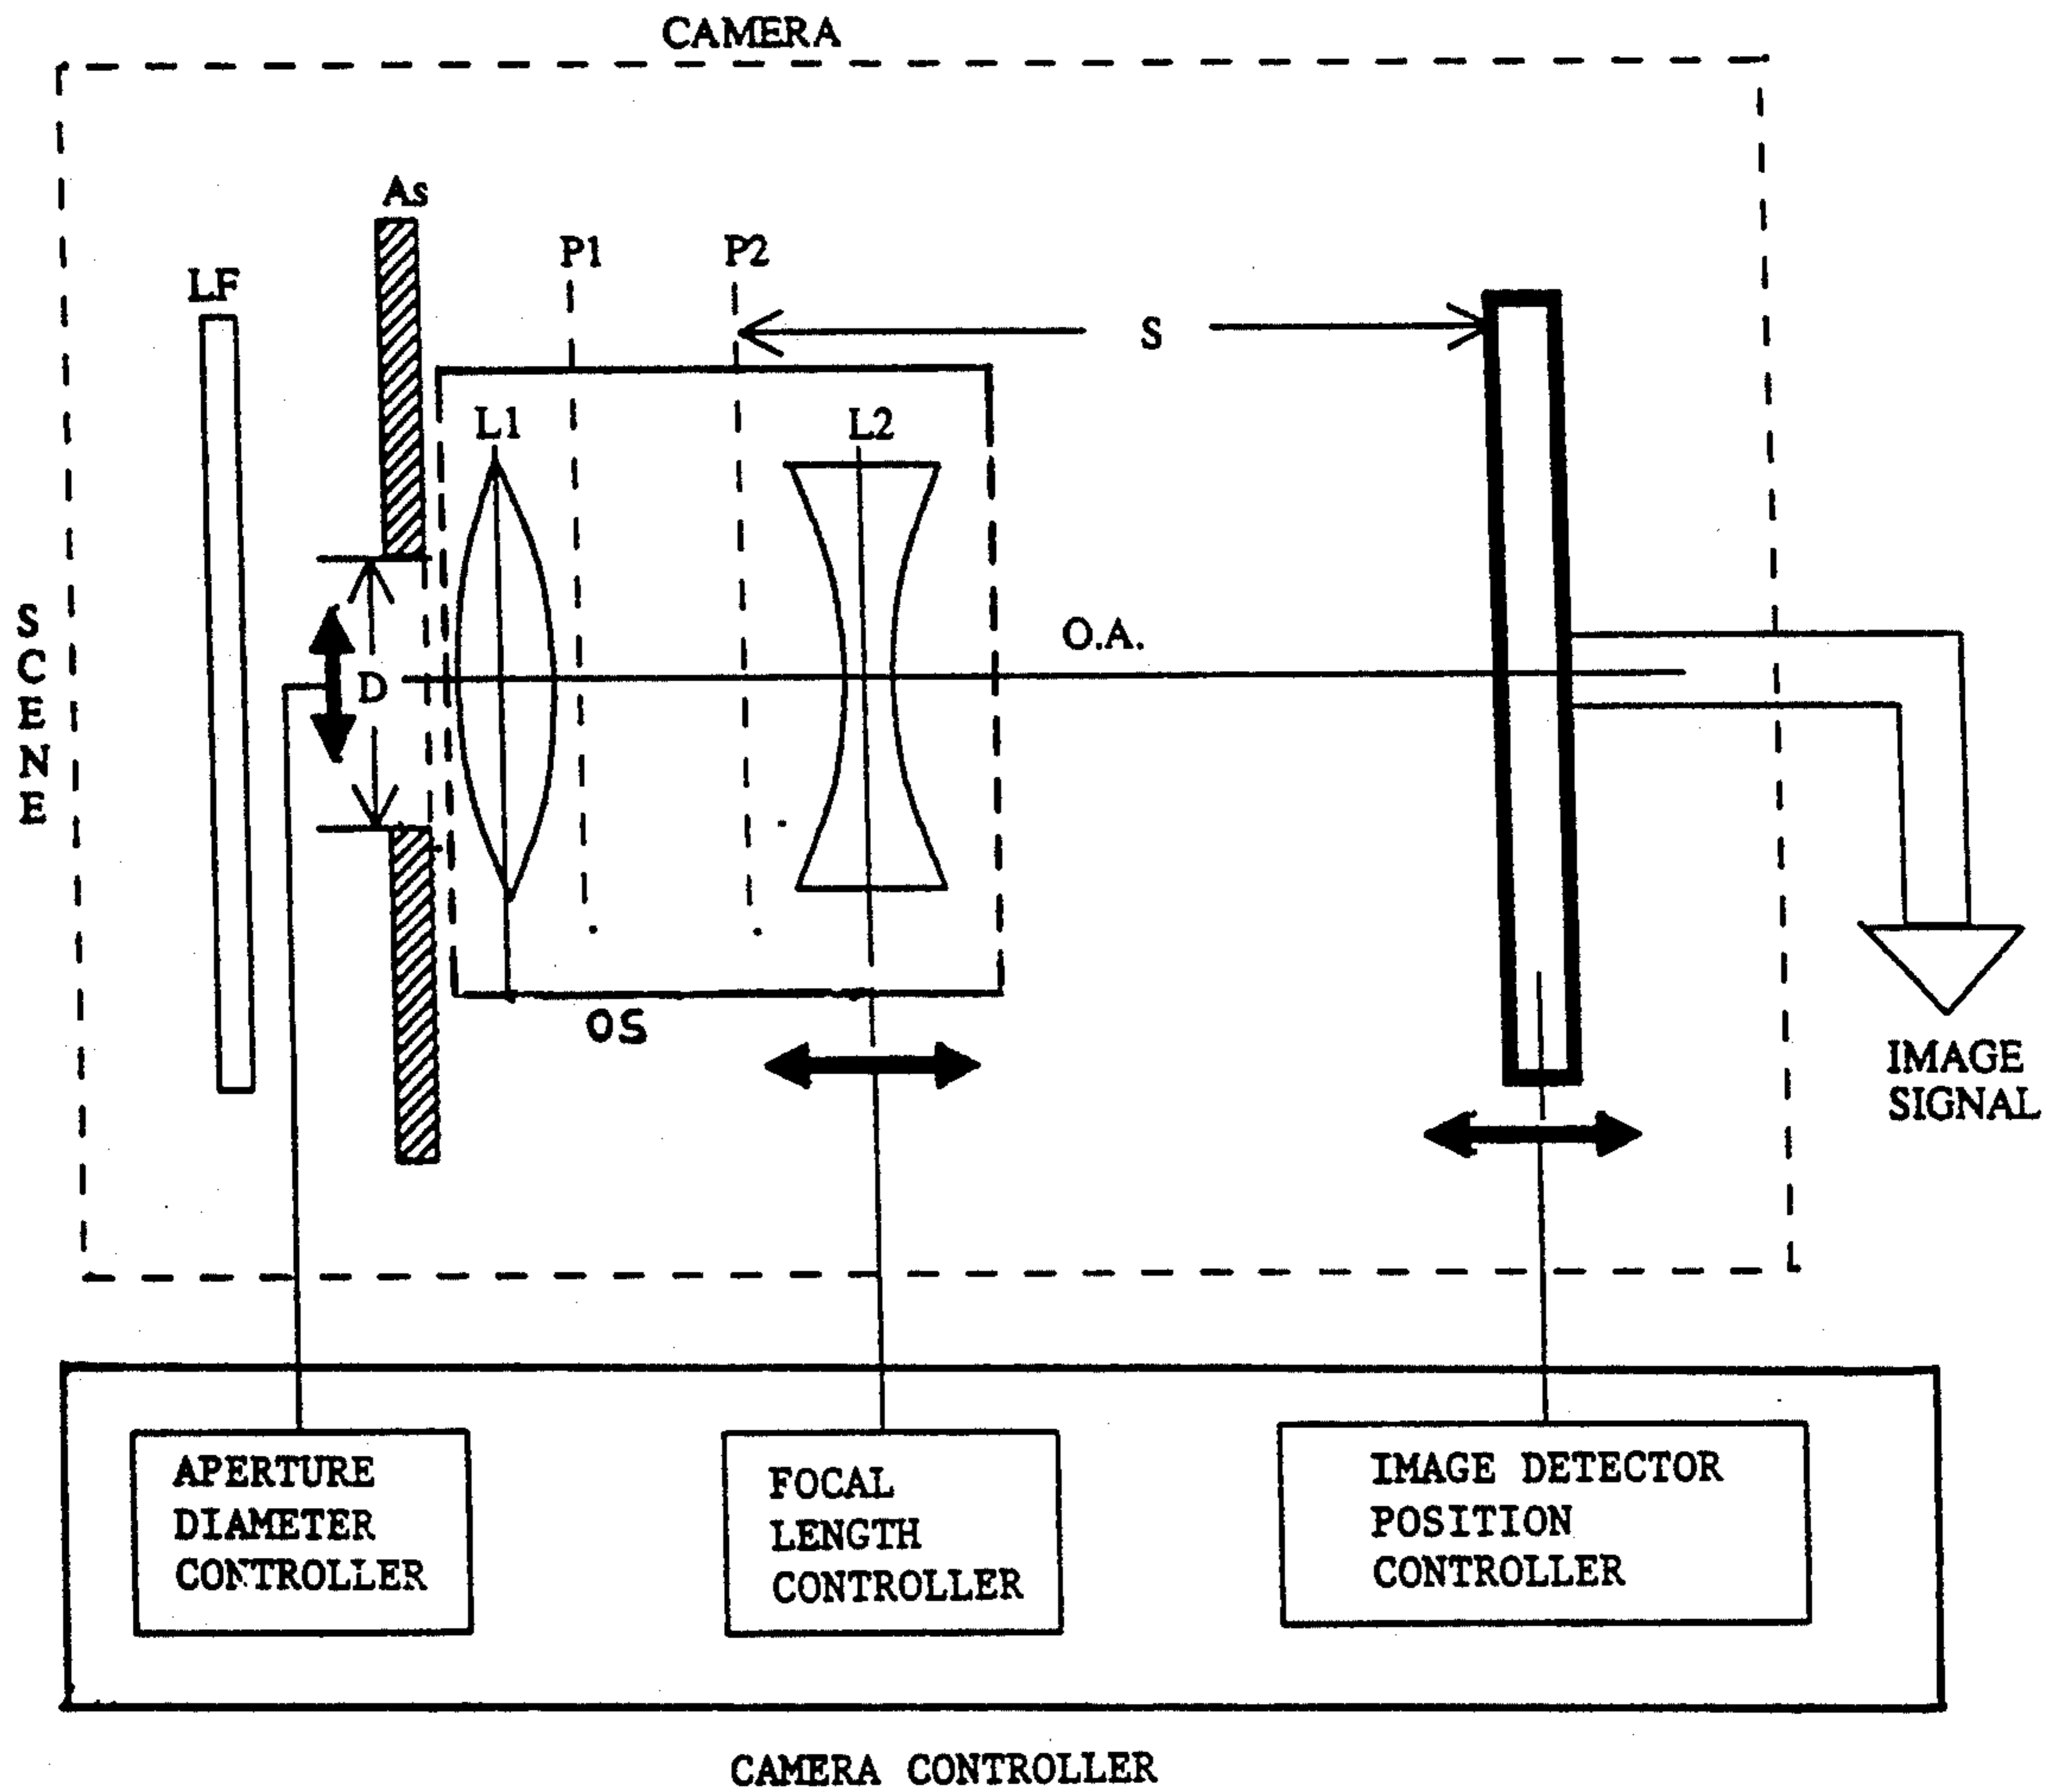 CAMERA
As
P1
P2
LF
S
L1
L2
O.A.
D
SCENE
OS
IMAGE
SIGNAL
APERTURE
DIAMETER
CONTROLLER
FOCAL
LENGTH
CONTROLLER
IMAGE DETECTOR
POSITION
CONTROLLER
CAMERA CONTROLLER